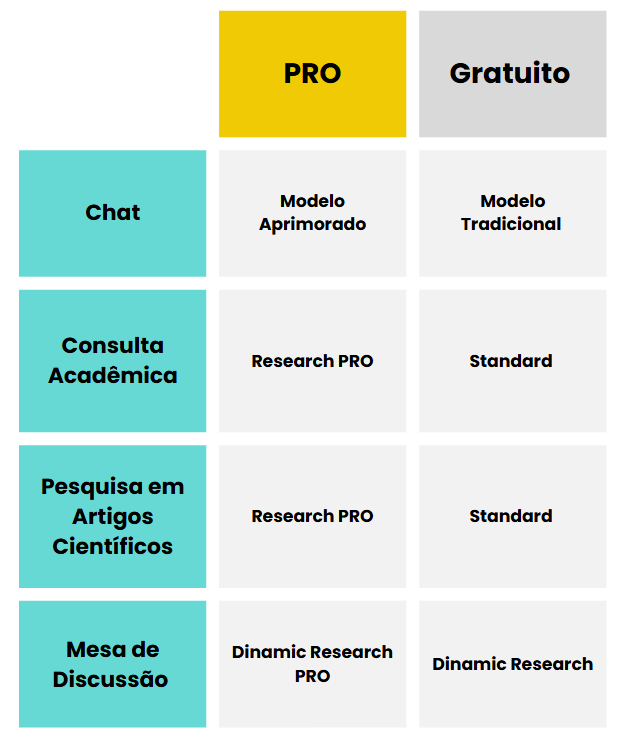 PRO
Gratuito
Chat
Modelo
Aprimorado
Modelo
Tradicional
Consulta
Acadêmica
Research PRO
Standard
Pesquisa em
Artigos
Científicos
Research PRO
Standard
Mesa de
Discussão
Dinamic Research
PRO
Dinamic Research